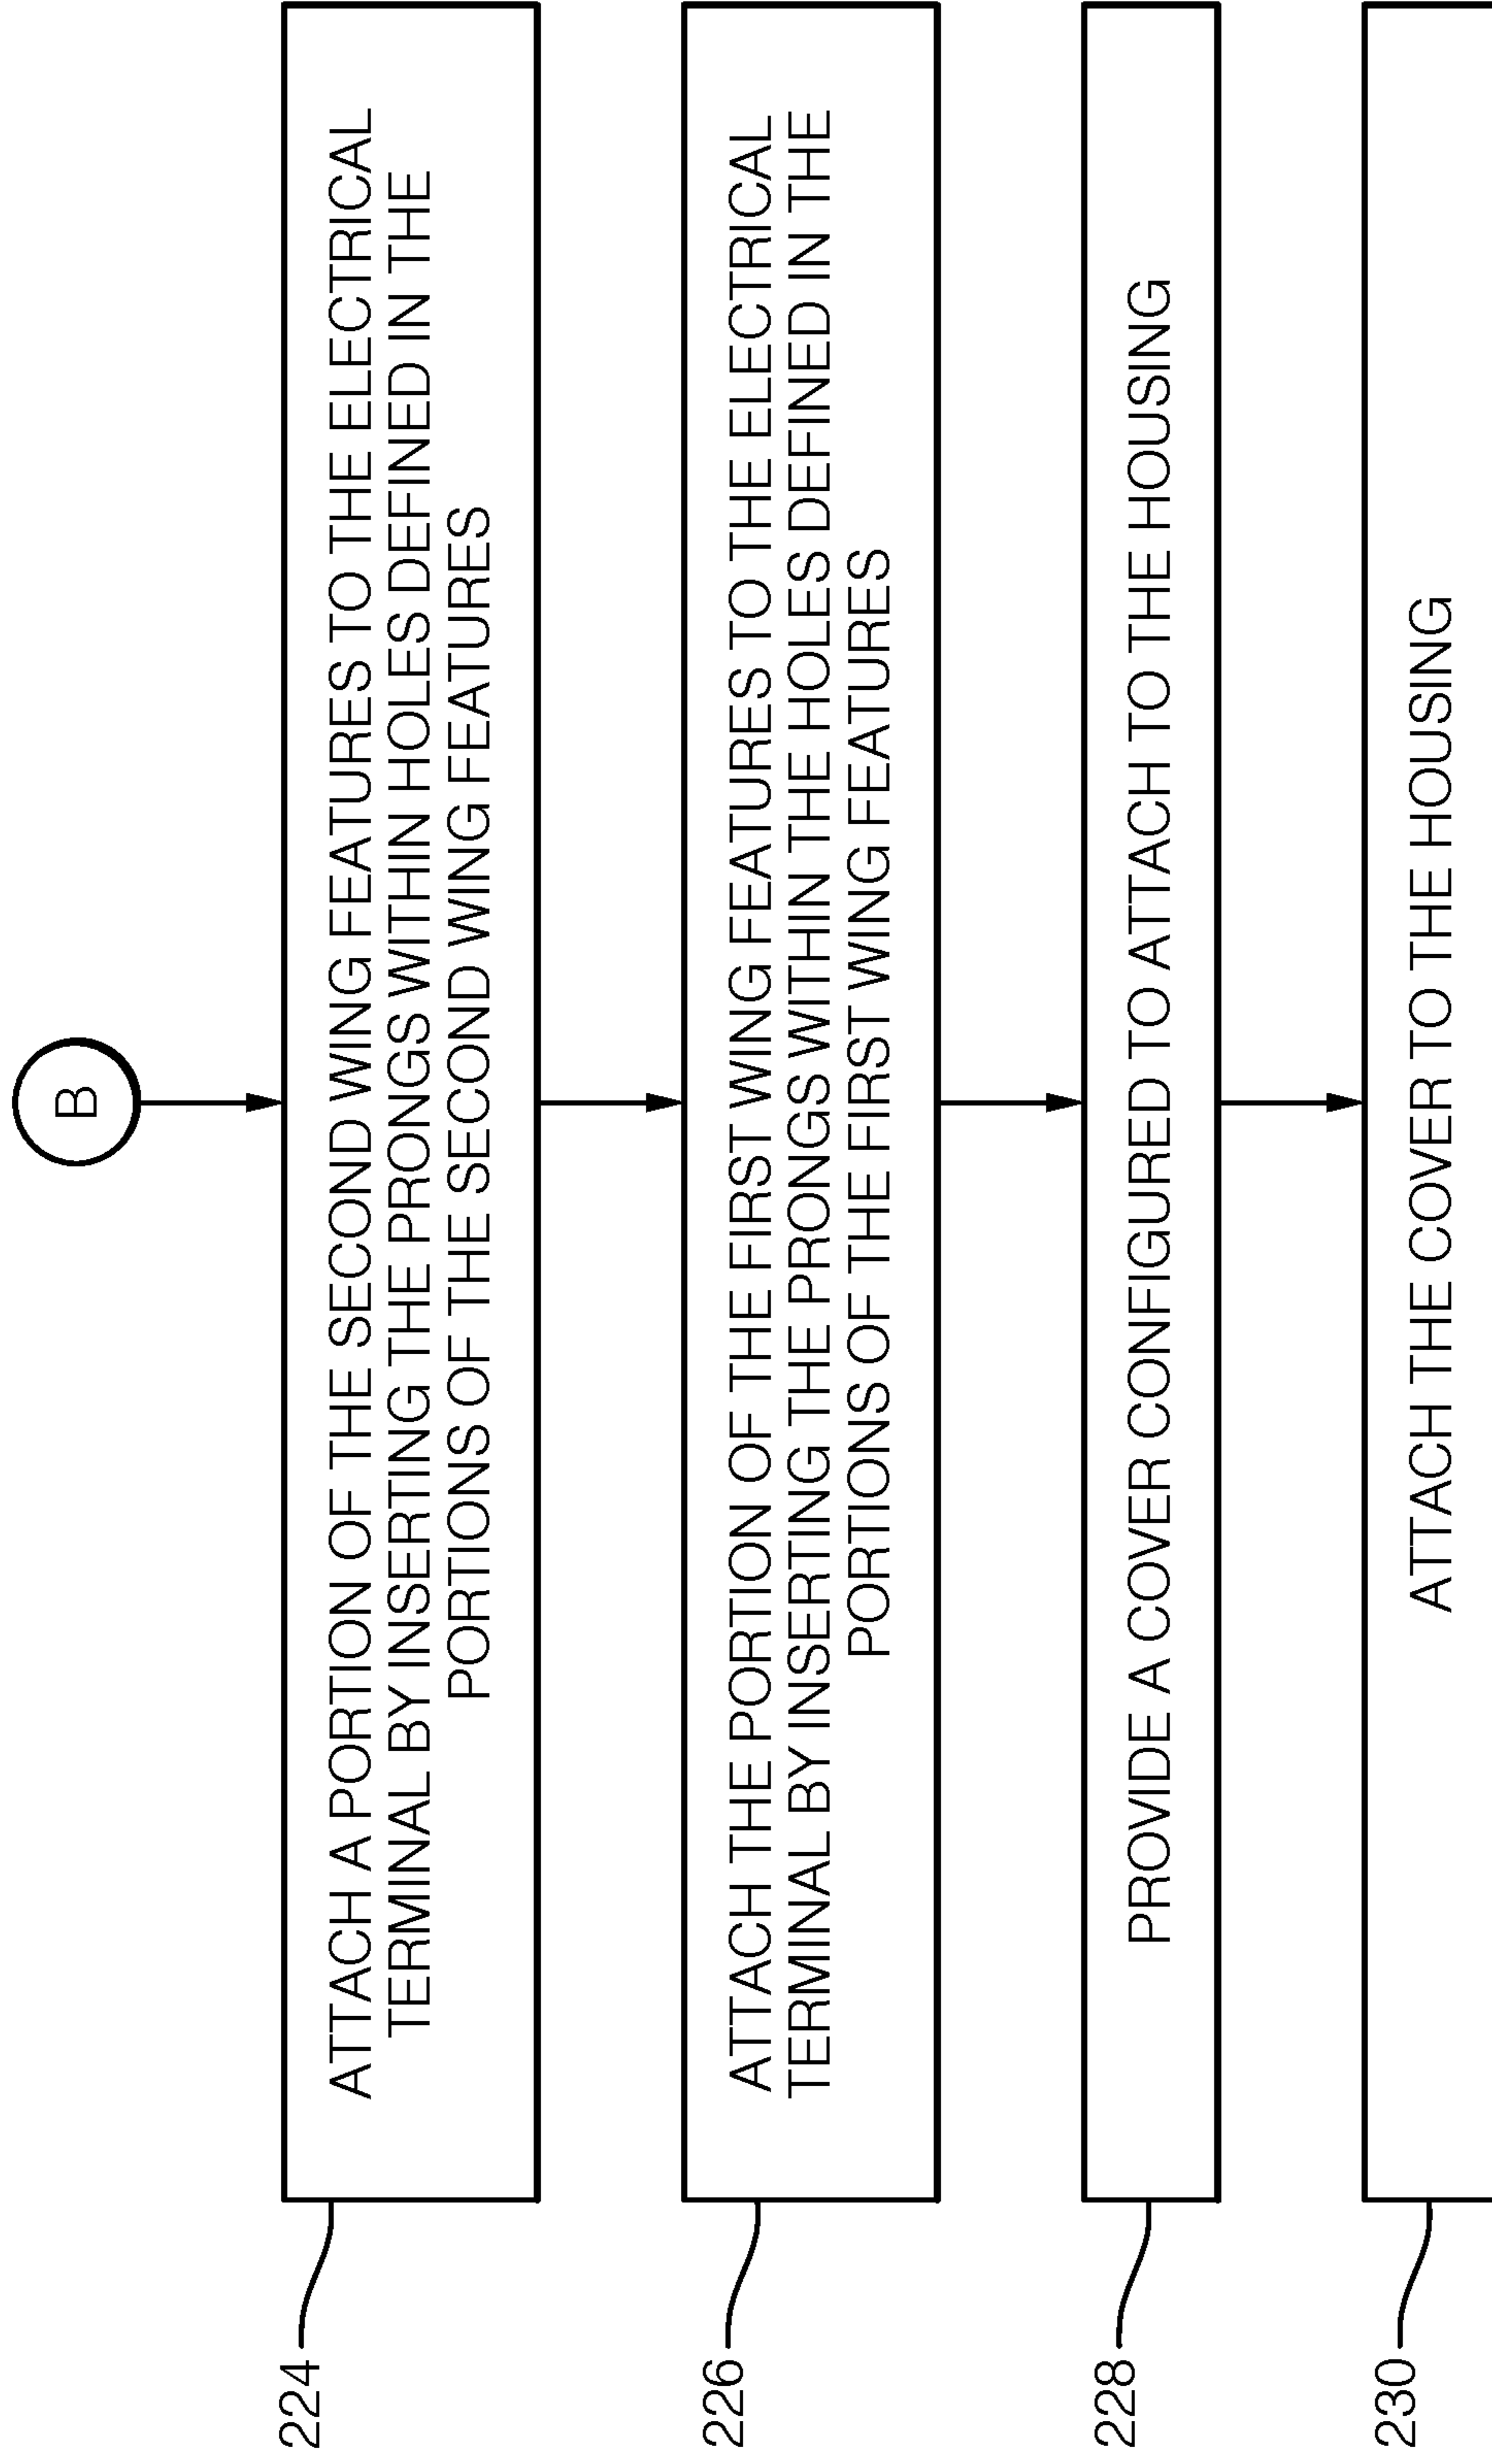 B
224
ATTACH A PORTION OF THE SECOND WING FEATURES TO THE ELECTRICAL
TERMINAL BY INSERTING THE PRONGS WITHIN HOLES DEFINED IN THE
PORTIONS OF THE SECOND WING FEATURES
226
ATTACH THE PORTION OF THE FIRST WING FEATURES TO THE ELECTRICAL
TERMINAL BY INSERTING THE PRONGS WITHIN THE HOLES DEFINED IN THE
PORTIONS OF THE FIRST WING FEATURES
228
PROVIDE A COVER CONFIGURED TO ATTACH TO THE HOUSING
230
ATTACH THE COVER TO THE HOUSING